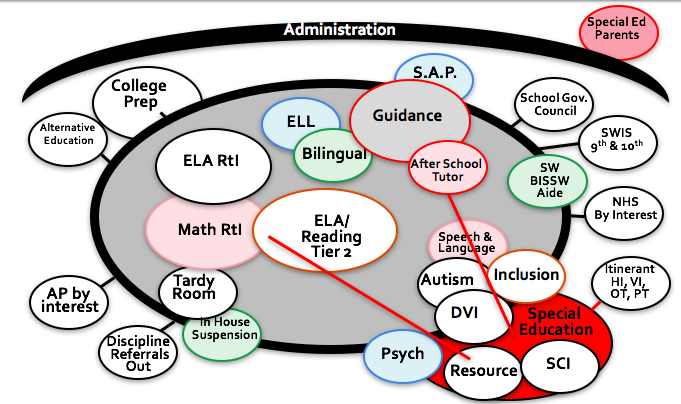 Administration
Special Ed
Parents
College
Prep
S.A.P.
School Gov.
Council
Alternative
Education
ELL
Guidance
SWIS
9th & 10th
ELA RtI
Bilingual
After School
Tutor
SW
BISSW
Aide
Math RtI
ELA/
Reading
Tier 2
NHS
By Interest
Speech &
Language
Tardy
Room
Autism
Inclusion
Itinerant
HI, VI,
OT, PT
AP by
interest
DVI
Special
Education
In House
Suspension
Discipline
Referrals
Out
Psych
Resource
SCI